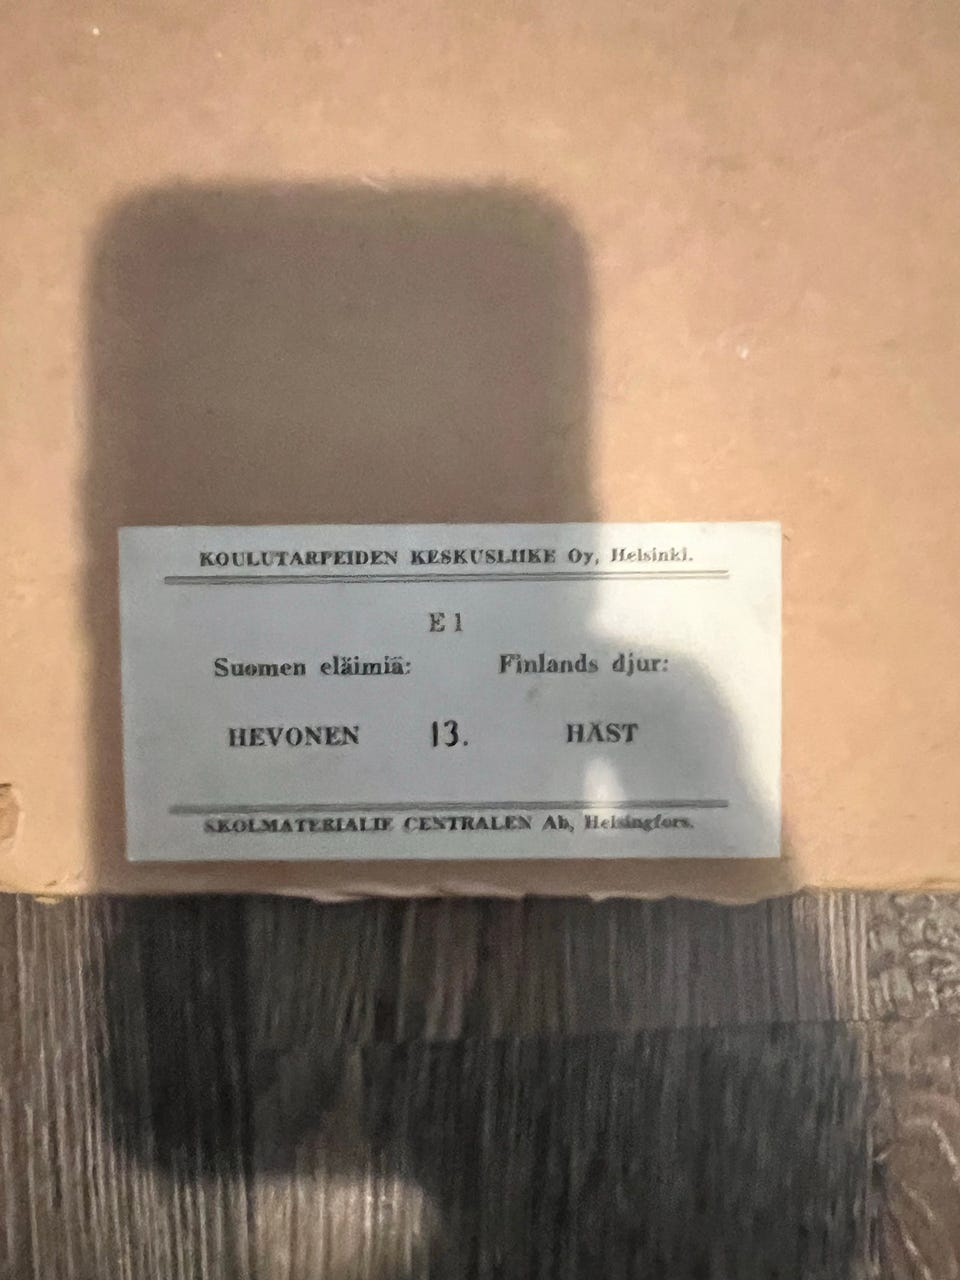 KOULUTARPEIDEN KESKUSLIIKE Oy, Helsinki.
E 1
Suomen eläimiä: Finlands djur:
HEVONEN 13. HÄST
SKOLMATERIALIE CENTRALEN Ab, Helsingfors.